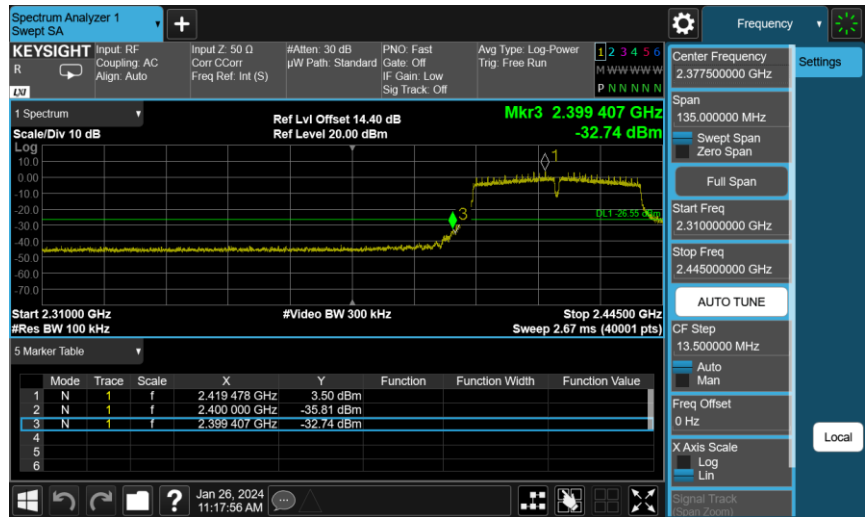 Spectrum Analyzer 1
Swept SA
+
Frequency
KEYSIGHT
R
LXI
Input: RF
Coupling: AC
Align: Auto
Input Z: 50 Ω
Corr CCorr
Freq Ref: Int (S)
#Atten: 30 dB
µW Path: Standard
PNO: Fast
Gate: Off
IF Gain: Low
Sig Track: Off
Avg Type: Log-Power
Trig: Free Run
1 2 3 4 5 6
M W W W W W
P N N N N N
1 Spectrum
Scale/Div 10 dB
Ref Lvl Offset 14.40 dB
Ref Level 20.00 dBm
Mkr3 2.399 407 GHz
-32.74 dBm
Log
10.0
0.00
-10.0
-20.0
-30.0
-40.0
-50.0
-60.0
-70.0
1
3
DL1 -26.55 dBm
Start 2.31000 GHz
#Res BW 100 kHz
#Video BW 300 kHz
Stop 2.44500 GHz
Sweep 2.67 ms (40001 pts)
5 Marker Table
Mode Trace Scale X Y Function Function Width Function Value
1 N 1 f 2.419 478 GHz 3.50 dBm
2 N 1 f 2.400 000 GHz -35.81 dBm
3 N 1 f 2.399 407 GHz -32.74 dBm
4
5
6
?
Jan 26, 2024
11:17:56 AM
Center Frequency
2.377500000 GHz
Span
135.000000 MHz
Swept Span
Zero Span
Full Span
Start Freq
2.310000000 GHz
Stop Freq
2.445000000 GHz
AUTO TUNE
CF Step
13.500000 MHz
Auto
Man
Freq Offset
0 Hz
X Axis Scale
Log
Lin
Signal Track
(Span Zoom)
Settings
Local